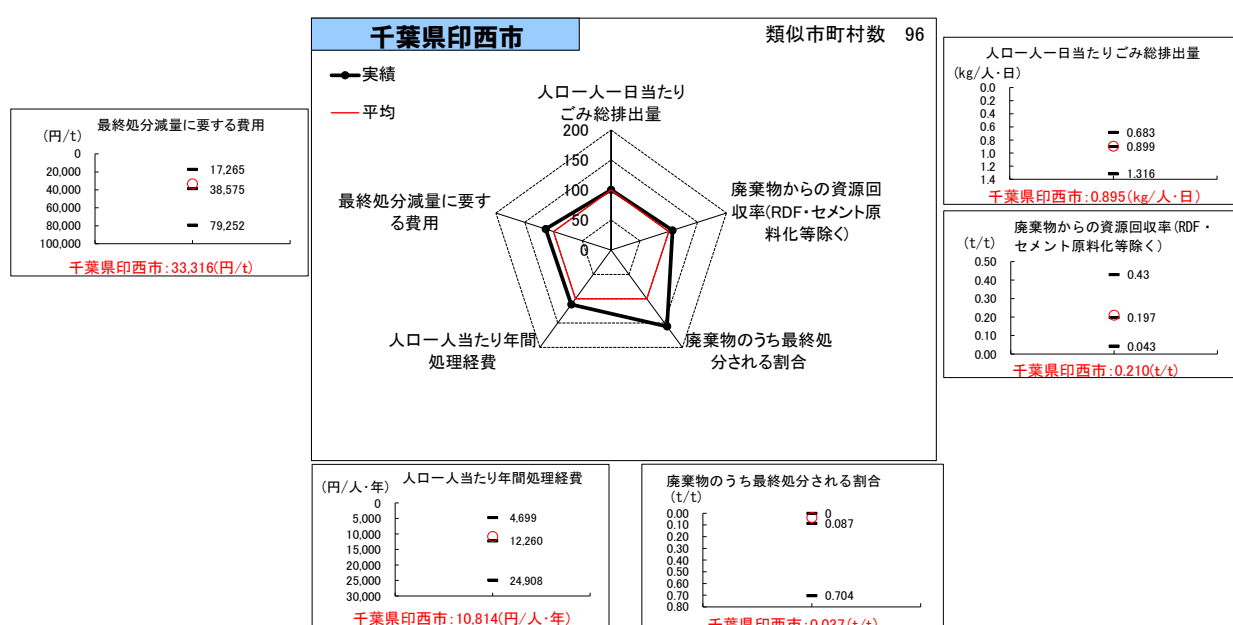 千葉県印西市
類似市町村数 96
実績
平均
人口一人一日当たり
ごみ総排出量
200
150
100
50
0
廃棄物からの資源回
収率(RDF・セメント原
料化等除く)
廃棄物のうち最終処
分される割合
人口一人当たり年間
処理経費
最終処分減量に要す
る費用
最終処分減量に要する費用
(円/t)
0
20,000
40,000
60,000
80,000
100,000
17,265
38,575
79,252
千葉県印西市:33,316(円/t)
人口一人一日当たりごみ総排出量
(kg/人・日)
0.0
0.2
0.4
0.6
0.8
1.0
1.2
1.4
0.683
0.899
1.316
千葉県印西市:0.895(kg/人・日)
廃棄物からの資源回収率(RDF・
セメント原料化等除く)
(t/t)
0.50
0.40
0.30
0.20
0.10
0.00
0.43
0.197
0.043
千葉県印西市:0.210(t/t)
人口一人当たり年間処理経費
(円/人・年)
0
5,000
10,000
15,000
20,000
25,000
30,000
4,699
12,260
24,908
千葉県印西市:10,814(円/人・年)
廃棄物のうち最終処分される割合
(t/t)
0.00
0.10
0.20
0.30
0.40
0.50
0.60
0.70
0.80
0
0.087
0.704
千葉県印西市:0.037(t/t)